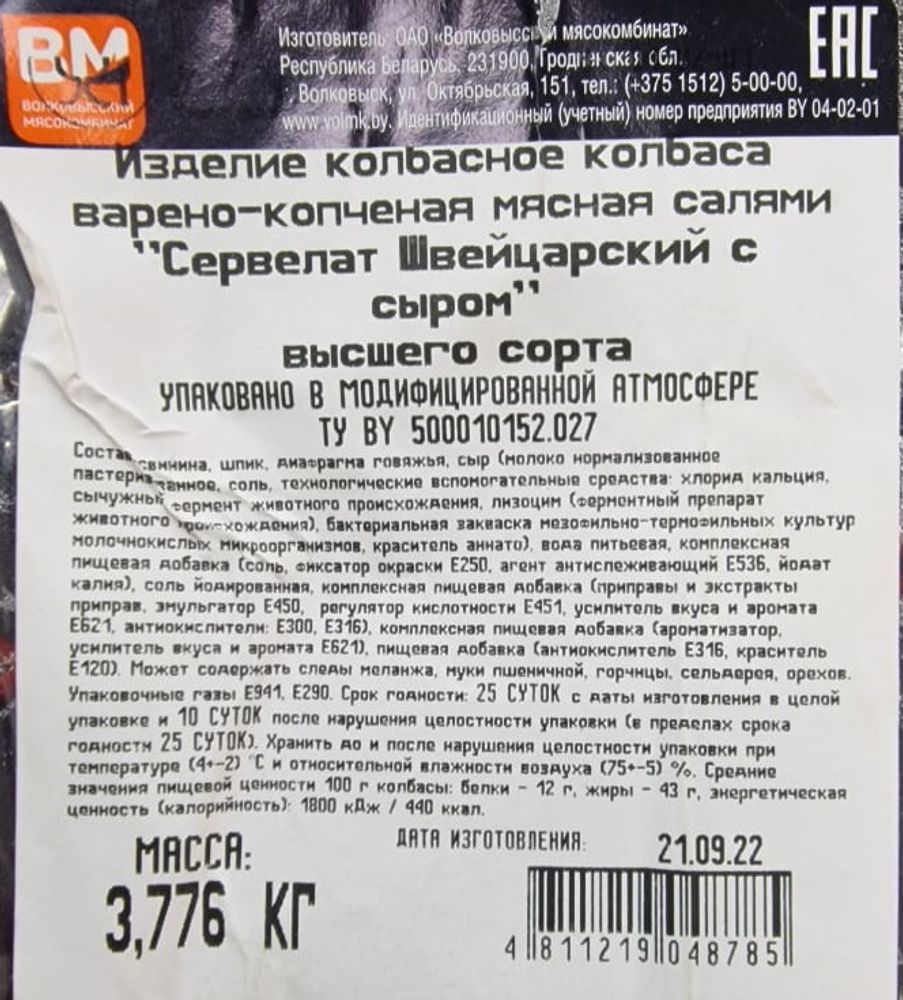 ВМ
ВОЛКОВЫССКИЙ
МЯСОКОМБИНАТ
Изготовитель: ОАО «Волковысский мясокомбинат»
Республика Беларусь, 231900, Гродненская обл.
Волковыск, ул. Октябрьская, 151, тел.: (+375 1512) 5-00-00,
www.volmk.by. Идентификационный (учетный) номер предприятия BY 04-02-01
EAC
Изделие колбасное колбаса
варено-копченая мясная салями
"Сервелат Швейцарский с
сыром"
высшего сорта
УПАКОВАНО В МОДИФИЦИРОВАННОЙ АТМОСФЕРЕ
ТУ BY 500010152.027
Состав свинина, шпик, диафрагма говяжья, сыр (молоко нормализованное
пастеризованное, соль, технологические вспомогательные средства: хлорид кальция,
сычужный фермент животного происхождения, лизоцим (ферментный препарат
животного происхождения), бактериальная закваска мезофильно-термофильных культур
молочнокислых микроорганизмов, краситель аннато), вода питьевая, комплексная
пищевая добавка (соль, фиксатор окраски Е250, агент антислеживающий Е536, йодат
калия), соль йодированная, комплексная пищевая добавка (приправы и экстракты
приправ, эмульгатор Е450, регулятор кислотности Е451, усилитель вкуса и аромата
Е621, антиокислители: Е300, Е316), комплексная пищевая добавка (ароматизатор,
усилитель вкуса и аромата Е621), пищевая добавка (антиокислитель Е316, краситель
Е120). Может содержать следы меланжа, муки пшеничной, горчицы, сельдерея, орехов.
Упаковочные газы Е941, Е290. Срок годности: 25 СУТОК с даты изготовления в целой
упаковке и 10 СУТОК после нарушения целостности упаковки (в пределах срока
годности 25 СУТОК). Хранить до и после нарушения целостности упаковки при
температуре (4+-2) °С и относительной влажности воздуха (75+-5) %. Средние
значения пищевой ценности 100 г колбасы: белки - 12 г, жиры - 43 г, энергетическая
ценность (калорийность): 1800 кДж / 440 ккал.
МАССА:
3,776 КГ
ДАТА ИЗГОТОВЛЕНИЯ:
21.09.22
4 811219 048785